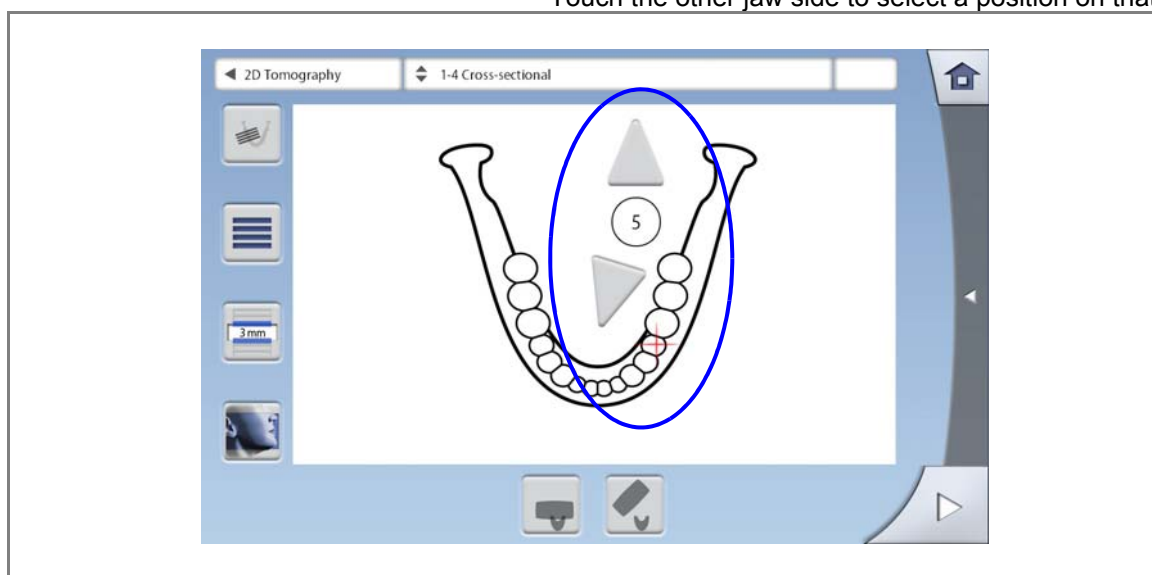 Touch the other jaw side to select a position on that
2D Tomography
1-4 Cross-sectional
5
3 mm